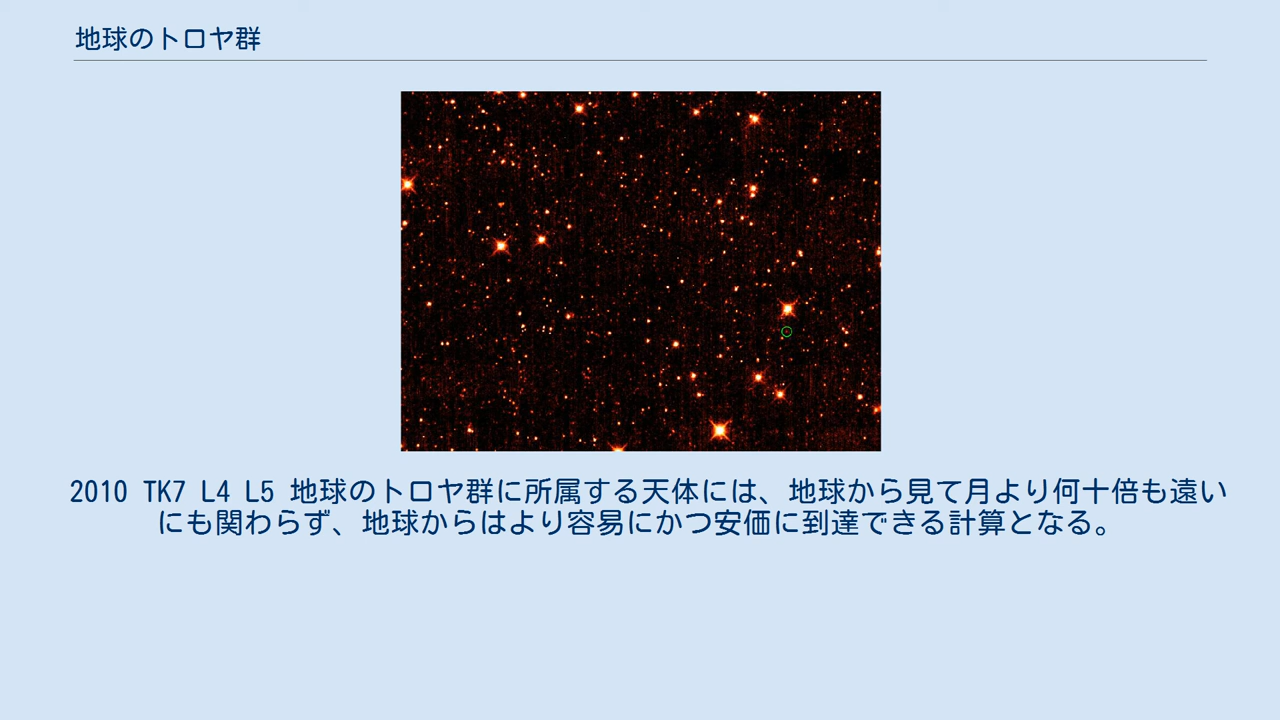 地球のトロヤ群
2010 TK7 L4 L5 地球のトロヤ群に所属する天体には、地球から見て月より何十倍も遠い
にも関わらず、地球からはより容易にかつ安価に到達できる計算となる。